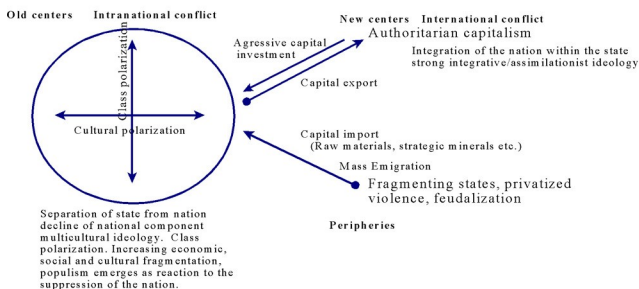 Old centers Intranational conflict
New centers International conflict
Agressive capital
investment
Authoritarian capitalism
Integration of the nation within the state
strong integrative/assimilationist ideology
Capital export
Class polarization
Cultural polarization
Capital import
(Raw materials, strategic minerals etc.)
Mass Emigration
Fragmenting states, privatized
violence, feudalization
Peripheries
Separation of state from nation
decline of national component
multicultural ideology. Class
polarization. Increasing economic,
social and cultural fragmentation,
populism emerges as reaction to the
suppression of the nation.